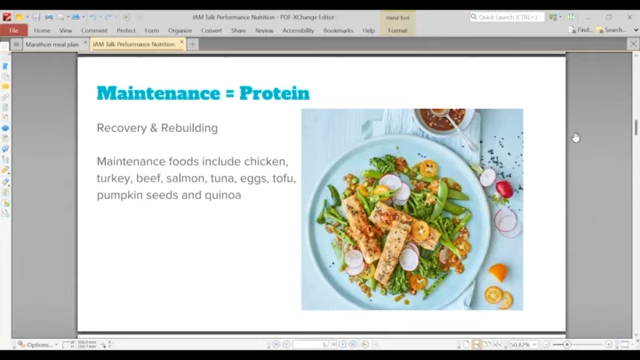 JAM Talk Performance Nutrition - PDF-XChange Editor
Quick Launch (CTRL+.)
Hand Tool
File
Home
View
Comment
Protect
Form
Organize
Convert
Share
Review
Accessibility
Bookmarks
Help
Format
Find...
Search...
Marathon meal plan
JAM Talk Performance Nutrition
Maintenance = Protein
Recovery & Rebuilding
Maintenance foods include chicken,
turkey, beef, salmon, tuna, eggs, tofu,
pumpkin seeds and quinoa
Options...
50.82%